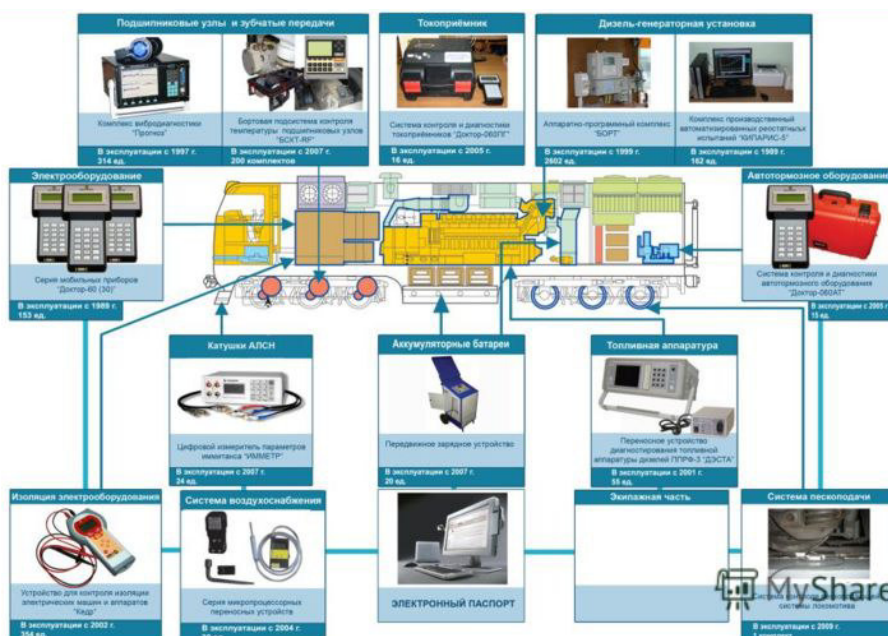 Подшипниковые узлы и зубчатые передачи
Комплекс вибродиагностики
"Прогноз"
В эксплуатации с 1997 г.
314 ед.
Бортовая подсистема контроля
температуры подшипниковых узлов
"БСКТ-RF"
В эксплуатации с 2007 г.
200 комплектов
Токоприёмник
Система контроля и диагностики
токоприёмников "Доктор-060ПГ"
В эксплуатации с 2005 г.
16 ед.
Дизель-генераторная установка
Аппаратно-программный комплекс
"БОРТ"
В эксплуатации с 1999 г.
2602 ед.
Комплекс производственный
автоматизированных реостатных
испытаний "КИПАРИС-5"
В эксплуатации с 1989 г.
162 ед.
Электрооборудование
Серия мобильных приборов
"Доктор-60 (30)"
В эксплуатации с 1989 г.
153 ед.
Автотормозное оборудование
Система контроля и диагностики
автотормозного оборудования
"Доктор-060АТ"
В эксплуатации с 2005 г.
15 ед.
Катушки АЛСН
Цифровой измеритель параметров
иммитанса "ИММЕТР"
В эксплуатации с 2007 г.
24 ед.
Аккумуляторные батареи
Передвижное зарядное устройство
В эксплуатации с 2007 г.
20 ед.
Топливная аппаратура
Переносное устройство
диагностирования топливной
аппаратуры дизелей ППРФ-3 "ДЭСТА"
В эксплуатации с 2001 г.
55 ед.
Изоляция электрооборудования
Устройство для контроля изоляции
электрических машин и аппаратов
"Кедр"
В эксплуатации с 2002 г.
354 ед.
Система воздухоснабжения
Серия микропроцессорных
переносных устройств
В эксплуатации с 2004 г.
ЭЛЕКТРОННЫЙ ПАСПОРТ
Экипажная часть
Система пескоподачи
Система контроля
системы локомотива
В эксплуатации с 2009 г.
MyShare